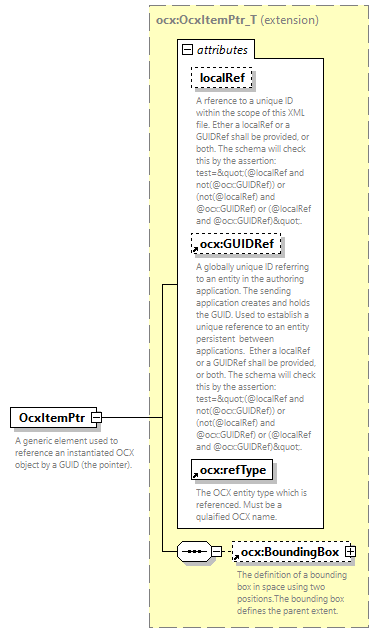 ocx:OcxItemPtr_T (extension)
attributes
localRef
A rference to a unique ID
within the scope of this XML
file. Ether a localRef or a
GUIDRef shall be provided, or
both. The schema will check
this by the assertion:
test=&quot;(@localRef and
not(@ocx:GUIDRef)) or
(not(@localRef) and
@ocx:GUIDRef) or (@localRef
and @ocx:GUIDRef)&quot;.
ocx:GUIDRef
A globally unique ID referring
to an entity in the authoring
application. The sending
application creates and holds
the GUID. Used to establish a
unique reference to an entity
persistent  between
applications.  Ether a localRef
or a GUIDRef shall be provided,
or both. The schema will check
this by the assertion:
test=&quot;(@localRef and
not(@ocx:GUIDRef)) or
(not(@localRef) and
@ocx:GUIDRef) or (@localRef
and @ocx:GUIDRef)&quot;.
OcxItemPtr
A generic element used to
reference an instantiated OCX
object by a GUID (the pointer).
ocx:refType
The OCX entity type which is
referenced. Must be a
qulaified OCX name.
ocx:BoundingBox
The definition of a bounding
box in space using two
positions.The bounding box
defines the parent extent.